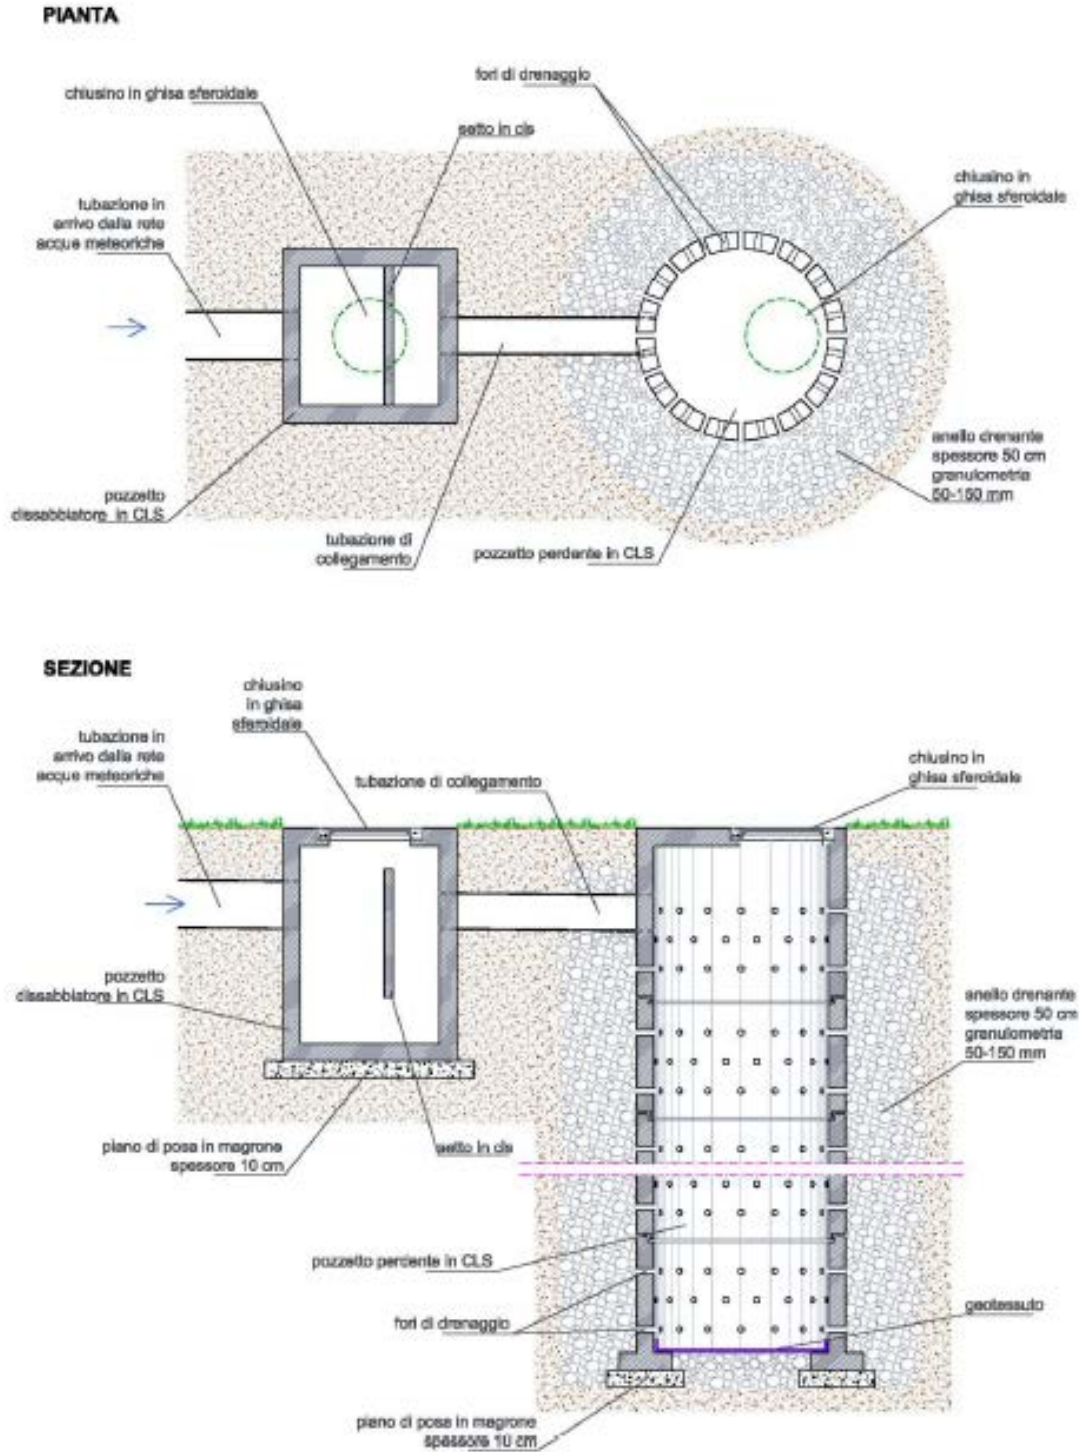 PIANTA
fori di drenaggio
chiusino in ghisa sferoidale
setto in cls
chiusino in
ghisa sferoidale
tubazione in
arrivo dalla rete
acque meteoriche
anello drenante
spessore 50 cm
granulometria
50-150 mm
pozzetto
dissabbiatore in CLS
tubazione di
collegamento
pozzetto perdente in CLS
SEZIONE
chiusino
in ghisa
sferoidale
tubazione in
arrivo dalla rete
acque meteoriche
tubazione di collegamento
chiusino in
ghisa sferoidale
pozzetto
dissabbiatore in CLS
anello drenante
spessore 50 cm
granulometria
50-150 mm
piano di posa in magrone
spessore 10 cm
setto in cls
pozzetto perdente in CLS
fori di drenaggio
geotessuto
piano di posa in magrone
spessore 10 cm